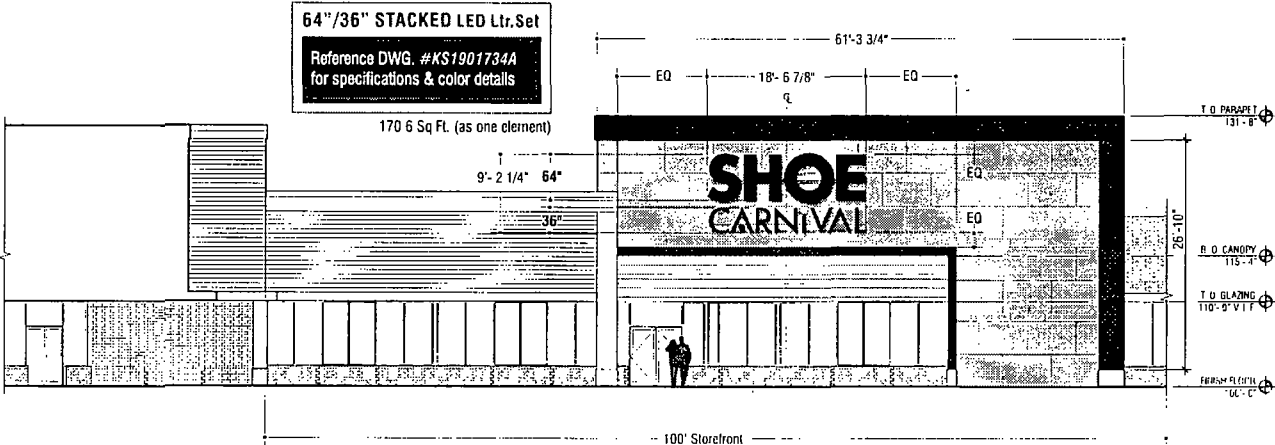 64"/36" STACKED LED Ltr.Set
Reference DWG. #KS1901734A
for specifications & color details
170 6 Sq Ft. (as one element)
61'-3 3/4"
EQ
18'- 6 7/8"
EQ
T O PARAPET
131 - 8"
SHOE
CARNIVAL
9'- 2 1/4"
64"
EQ
36"
EQ
26'-10"
B O CANOPY
115 - 4"
T O GLAZING
110'- 0" V I F
FINISH FLOOR
100'- 0"
100' Storefront